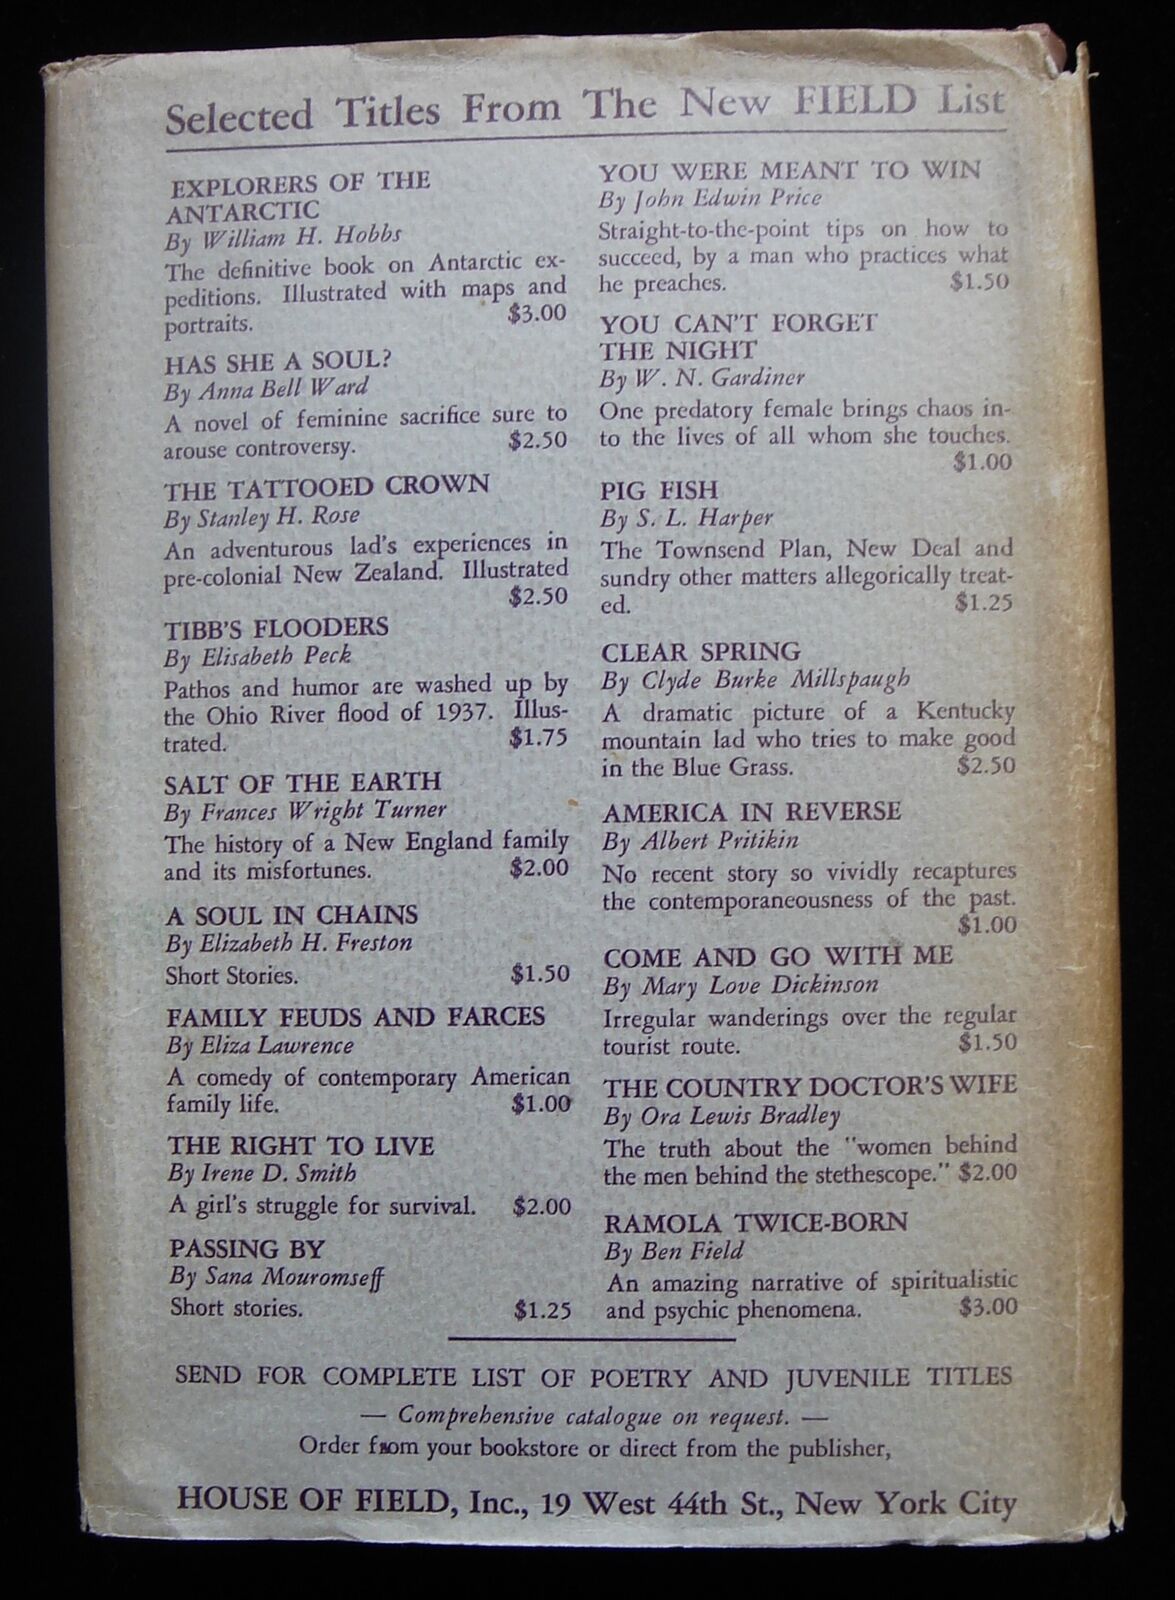 Selected Titles From The New FIELD List
EXPLORERS OF THE
ANTARCTIC
By William H. Hobbs
The definitive book on Antarctic ex-
peditions. Illustrated with maps and
portraits. $3.00
HAS SHE A SOUL?
By Anna Bell Ward
A novel of feminine sacrifice sure to
arouse controversy. $2.50
THE TATTOOED CROWN
By Stanley H. Rose
An adventurous lad's experiences in
pre-colonial New Zealand. Illustrated
$2.50
TIBB'S FLOODERS
By Elisabeth Peck
Pathos and humor are washed up by
the Ohio River flood of 1937. Illus-
trated. $1.75
SALT OF THE EARTH
By Frances Wright Turner
The history of a New England family
and its misfortunes. $2.00
A SOUL IN CHAINS
By Elizabeth H. Freston
Short Stories. $1.50
FAMILY FEUDS AND FARCES
By Eliza Lawrence
A comedy of contemporary American
family life. $1.00
THE RIGHT TO LIVE
By Irene D. Smith
A girl's struggle for survival. $2.00
PASSING BY
By Sana Mouromseff
Short stories. $1.25
YOU WERE MEANT TO WIN
By John Edwin Price
Straight-to-the-point tips on how to
succeed, by a man who practices what
he preaches. $1.50
YOU CAN'T FORGET
THE NIGHT
By W. N. Gardiner
One predatory female brings chaos in-
to the lives of all whom she touches.
$1.00
PIG FISH
By S. L. Harper
The Townsend Plan, New Deal and
sundry other matters allegorically treat-
ed. $1.25
CLEAR SPRING
By Clyde Burke Millspaugh
A dramatic picture of a Kentucky
mountain lad who tries to make good
in the Blue Grass. $2.50
AMERICA IN REVERSE
By Albert Pritikin
No recent story so vividly recaptures
the contemporaneousness of the past.
$1.00
COME AND GO WITH ME
By Mary Love Dickinson
Irregular wanderings over the regular
tourist route. $1.50
THE COUNTRY DOCTOR'S WIFE
By Ora Lewis Bradley
The truth about the "women behind
the men behind the stethescope." $2.00
RAMOLA TWICE-BORN
By Ben Field
An amazing narrative of spiritualistic
and psychic phenomena. $3.00
SEND FOR COMPLETE LIST OF POETRY AND JUVENILE TITLES
— Comprehensive catalogue on request. —
Order from your bookstore or direct from the publisher,
HOUSE OF FIELD, Inc., 19 West 44th St., New York City